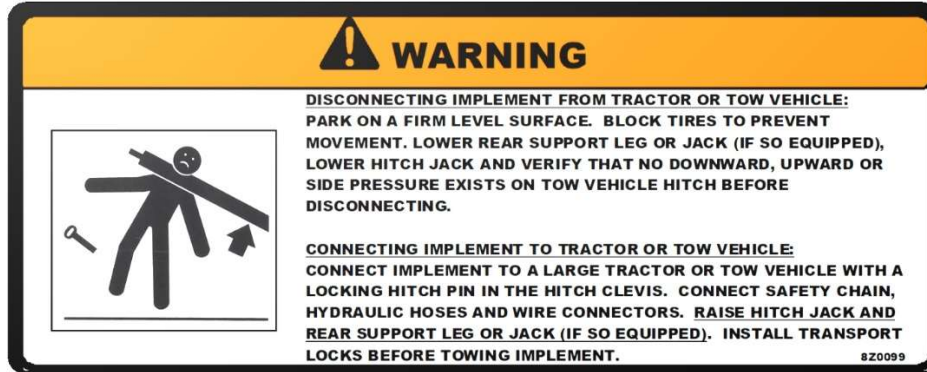 WARNING
DISCONNECTING IMPLEMENT FROM TRACTOR OR TOW VEHICLE:
PARK ON A FIRM LEVEL SURFACE. BLOCK TIRES TO PREVENT
MOVEMENT. LOWER REAR SUPPORT LEG OR JACK (IF SO EQUIPPED),
LOWER HITCH JACK AND VERIFY THAT NO DOWNWARD, UPWARD OR
SIDE PRESSURE EXISTS ON TOW VEHICLE HITCH BEFORE
DISCONNECTING.
CONNECTING IMPLEMENT TO TRACTOR OR TOW VEHICLE:
CONNECT IMPLEMENT TO A LARGE TRACTOR OR TOW VEHICLE WITH A
LOCKING HITCH PIN IN THE HITCH CLEVIS. CONNECT SAFETY CHAIN,
HYDRAULIC HOSES AND WIRE CONNECTORS. RAISE HITCH JACK AND
REAR SUPPORT LEG OR JACK (IF SO EQUIPPED). INSTALL TRANSPORT
LOCKS BEFORE TOWING IMPLEMENT.
8Z0099